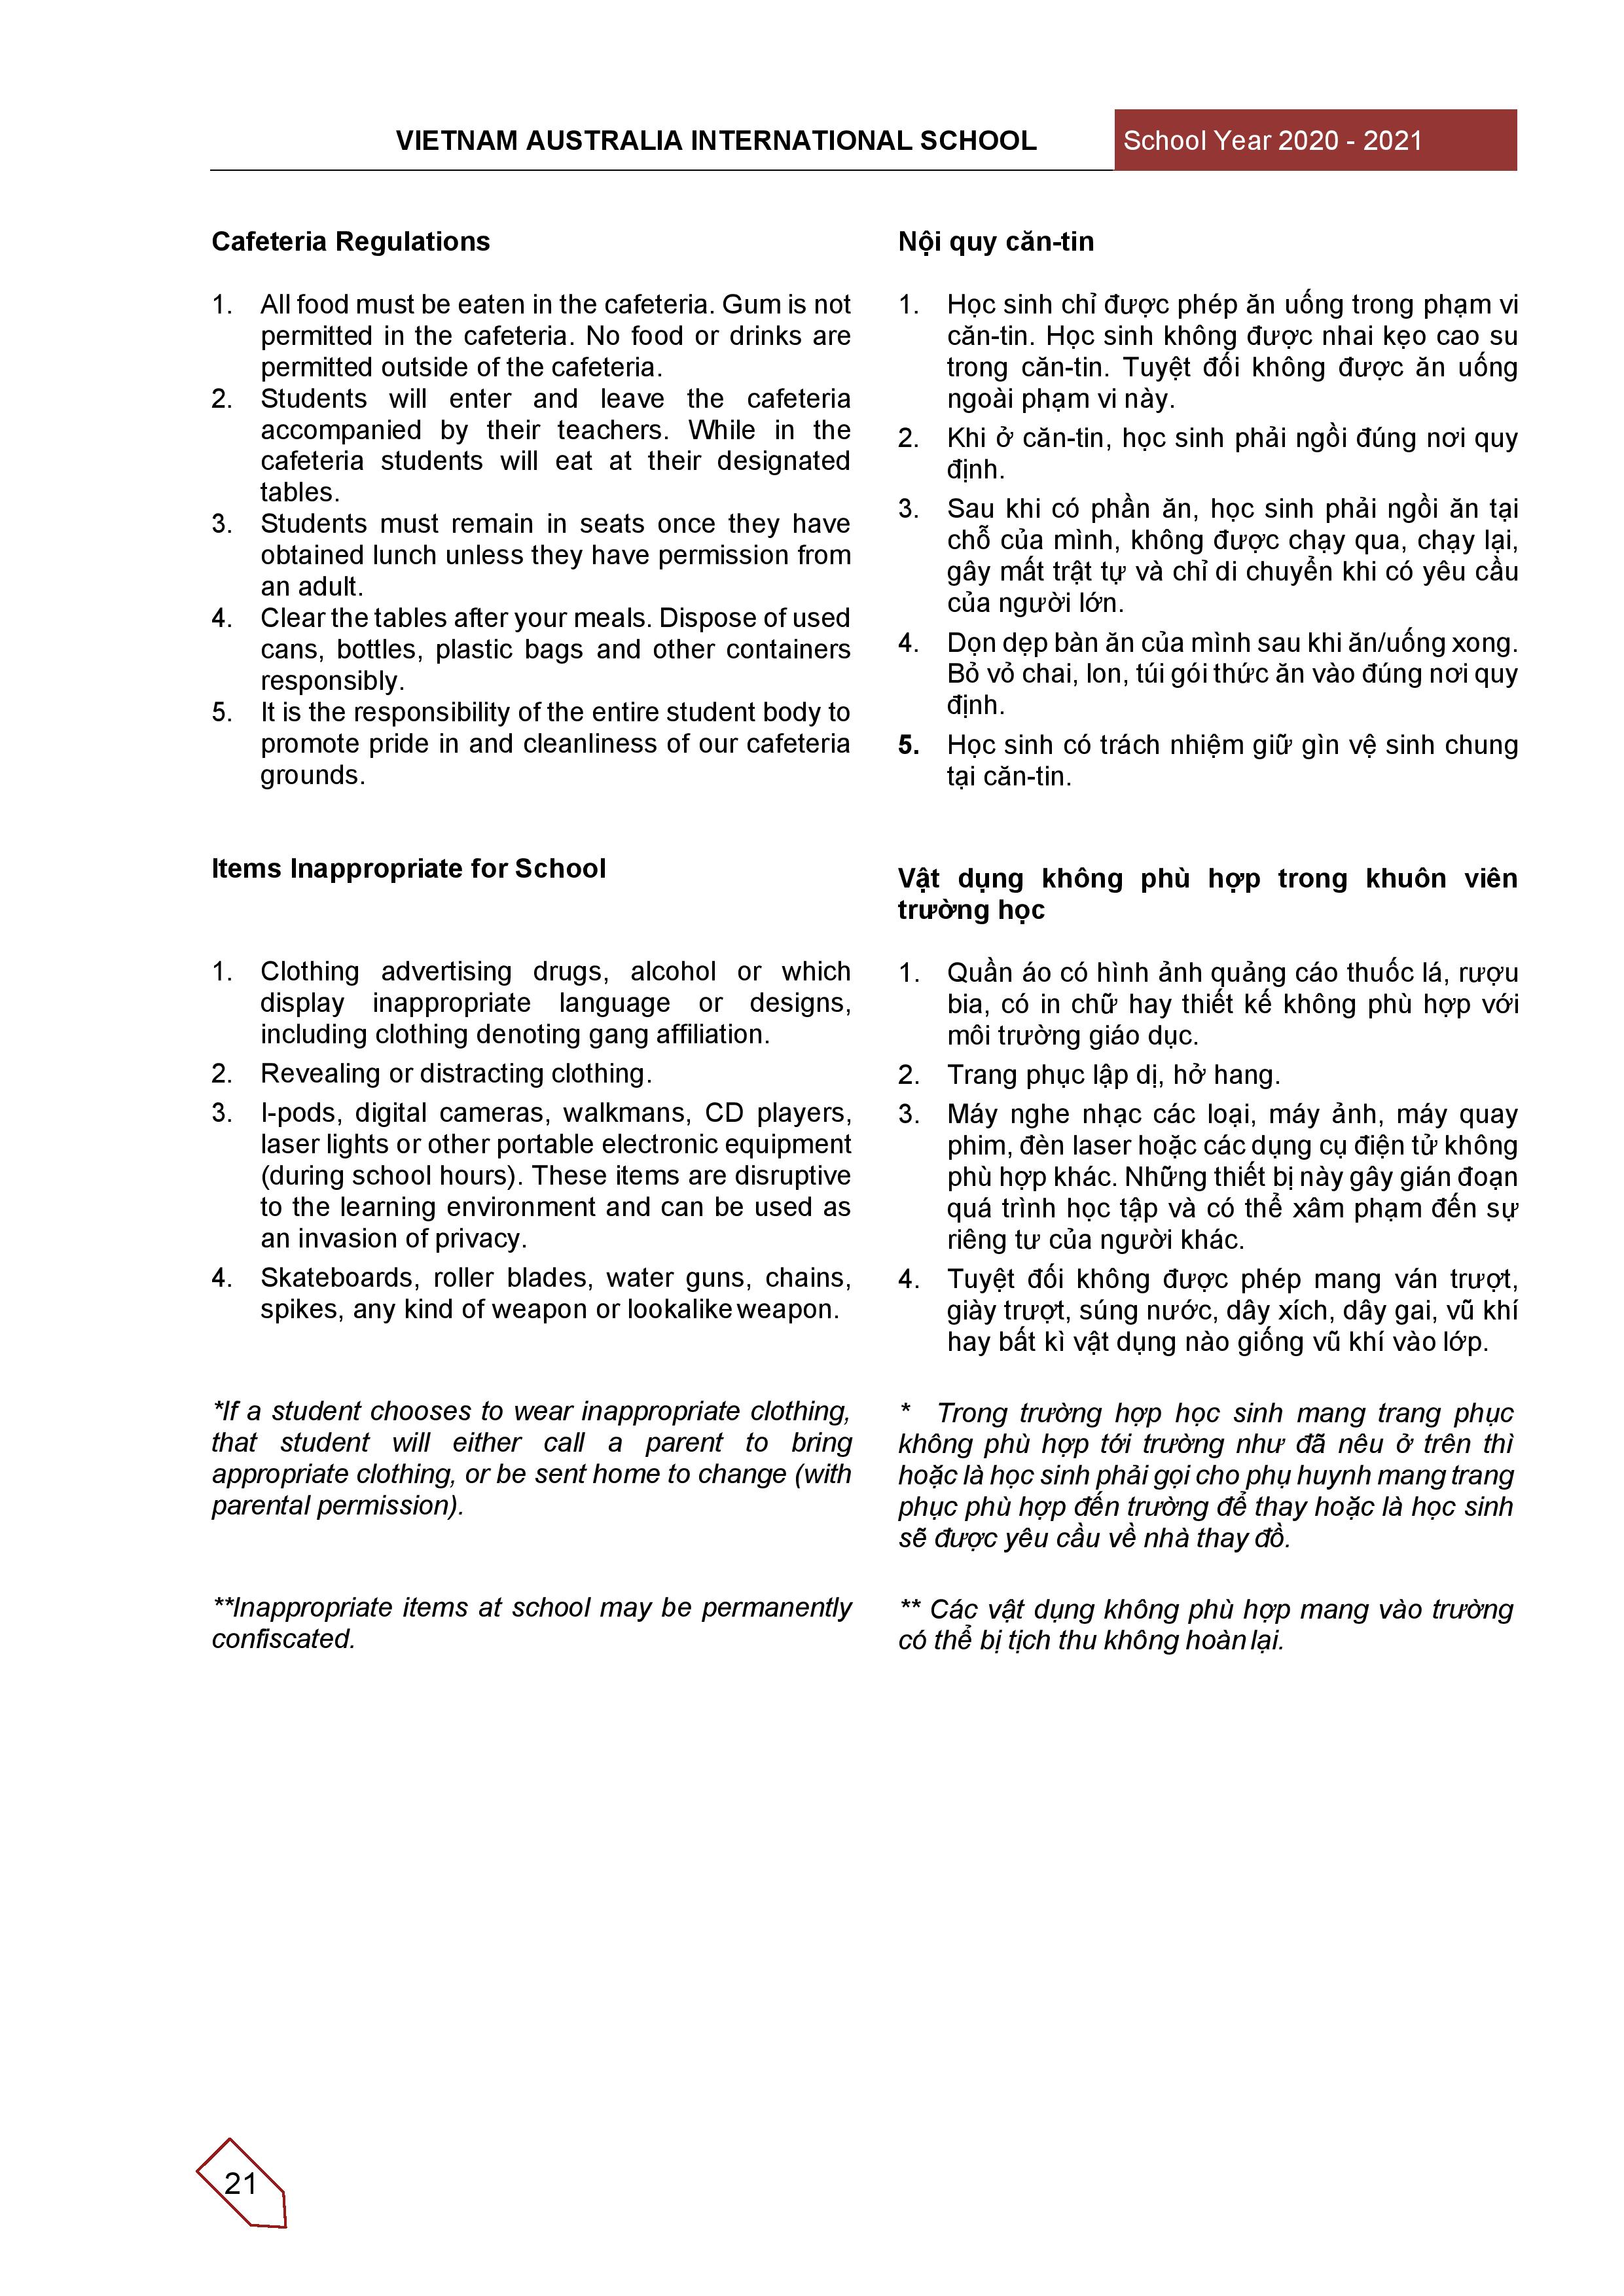 VIETNAM AUSTRALIA INTERNATIONAL SCHOOL
School Year 2020 - 2021
Cafeteria Regulations
1. All food must be eaten in the cafeteria. Gum is not
permitted in the cafeteria. No food or drinks are
permitted outside of the cafeteria.
2. Students will enter and leave the cafeteria
accompanied by their teachers. While in the
cafeteria students will eat at their designated
tables.
3. Students must remain in seats once they have
obtained lunch unless they have permission from
an adult.
4. Clear the tables after your meals. Dispose of used
cans, bottles, plastic bags and other containers
responsibly.
5. It is the responsibility of the entire student body to
promote pride in and cleanliness of our cafeteria
grounds.
Items Inappropriate for School
1. Clothing advertising drugs, alcohol or which
display inappropriate language or designs,
including clothing denoting gang affiliation.
2. Revealing or distracting clothing.
3. I-pods, digital cameras, walkmans, CD players,
laser lights or other portable electronic equipment
(during school hours). These items are disruptive
to the learning environment and can be used as
an invasion of privacy.
4. Skateboards, roller blades, water guns, chains,
spikes, any kind of weapon or lookalike weapon.
*If a student chooses to wear inappropriate clothing,
that student will either call a parent to bring
appropriate clothing, or be sent home to change (with
parental permission).
**Inappropriate items at school may be permanently
confiscated.
Nội quy căn-tin
1. Học sinh chỉ được phép ăn uống trong phạm vi
căn-tin. Học sinh không được nhai kẹo cao su
trong căn-tin. Tuyệt đối không được ăn uống
ngoài phạm vi này.
2. Khi ở căn-tin, học sinh phải ngồi đúng nơi quy
định.
3. Sau khi có phần ăn, học sinh phải ngồi ăn tại
chỗ của mình, không được chạy qua, chạy lại,
gây mất trật tự và chỉ di chuyển khi có yêu cầu
của người lớn.
4. Dọn dẹp bàn ăn của mình sau khi ăn/uống xong.
Bỏ vỏ chai, lon, túi gói thức ăn vào đúng nơi quy
định.
5. Học sinh có trách nhiệm giữ gìn vệ sinh chung
tại căn-tin.
Vật dụng không phù hợp trong khuôn viên
trường học
1. Quần áo có hình ảnh quảng cáo thuốc lá, rượu
bia, có in chữ hay thiết kế không phù hợp với
môi trường giáo dục.
2. Trang phục lập dị, hở hang.
3. Máy nghe nhạc các loại, máy ảnh, máy quay
phim, đèn laser hoặc các dụng cụ điện tử không
phù hợp khác. Những thiết bị này gây gián đoạn
quá trình học tập và có thể xâm phạm đến sự
riêng tư của người khác.
4. Tuyệt đối không được phép mang ván trượt,
giày trượt, súng nước, dây xích, dây gai, vũ khí
hay bất kì vật dụng nào giống vũ khí vào lớp.
* Trong trường hợp học sinh mang trang phục
không phù hợp tới trường như đã nêu ở trên thì
hoặc là học sinh phải gọi cho phụ huynh mang trang
phục phù hợp đến trường để thay hoặc là học sinh
sẽ được yêu cầu về nhà thay đồ.
** Các vật dụng không phù hợp mang vào trường
có thể bị tịch thu không hoàn lại.
21